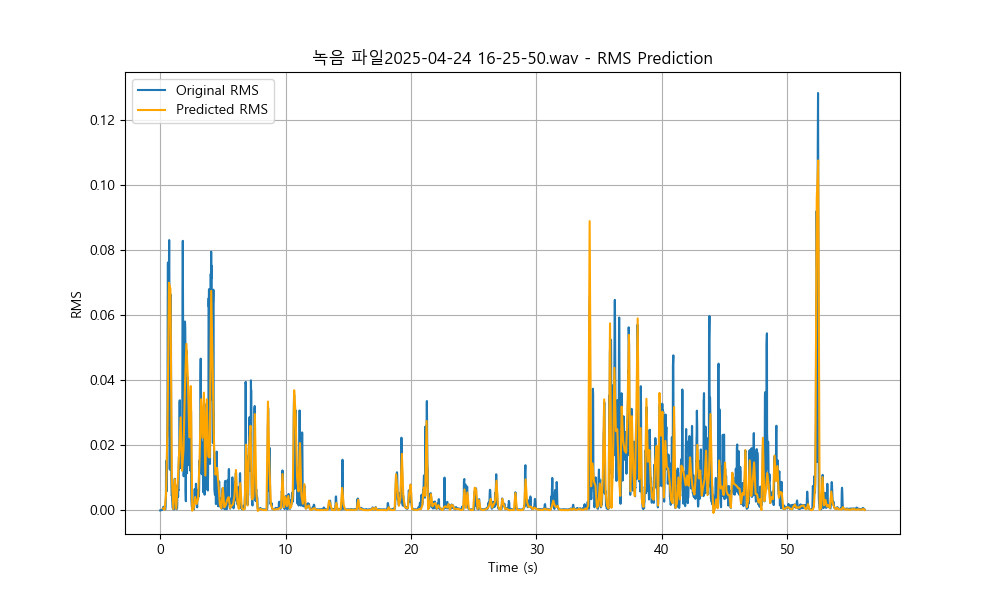 녹음 파일2025-04-24 16-25-50.wav - RMS Prediction
Original RMS
Predicted RMS
RMS
0.12
0.10
0.08
0.06
0.04
0.02
0.00
0 10 20 30 40 50
Time (s)